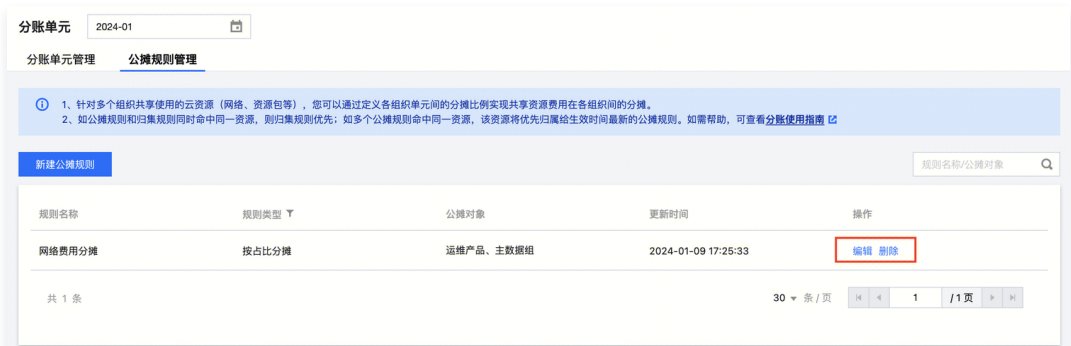 分账单元 2024-01
分账单元管理 公摊规则管理
1、针对多个组织共享使用的云资源（网络、资源包等），您可以通过定义各组织单元间的分摊比例实现共享资源费用在各组织间的分摊。
2、如公摊规则和归集规则同时命中同一资源，则归集规则优先；如多个公摊规则命中同一资源，该资源将优先归属给生效时间最新的公摊规则。如需帮助，可查看分账使用指南
新建公摊规则 规则名称/公摊对象
规则名称 规则类型 公摊对象 更新时间 操作
网络费用分摊 按占比分摊 运维产品、主数据组 2024-01-09 17:25:33 编辑 删除
共 1 条 30 条 / 页 1 / 1 页